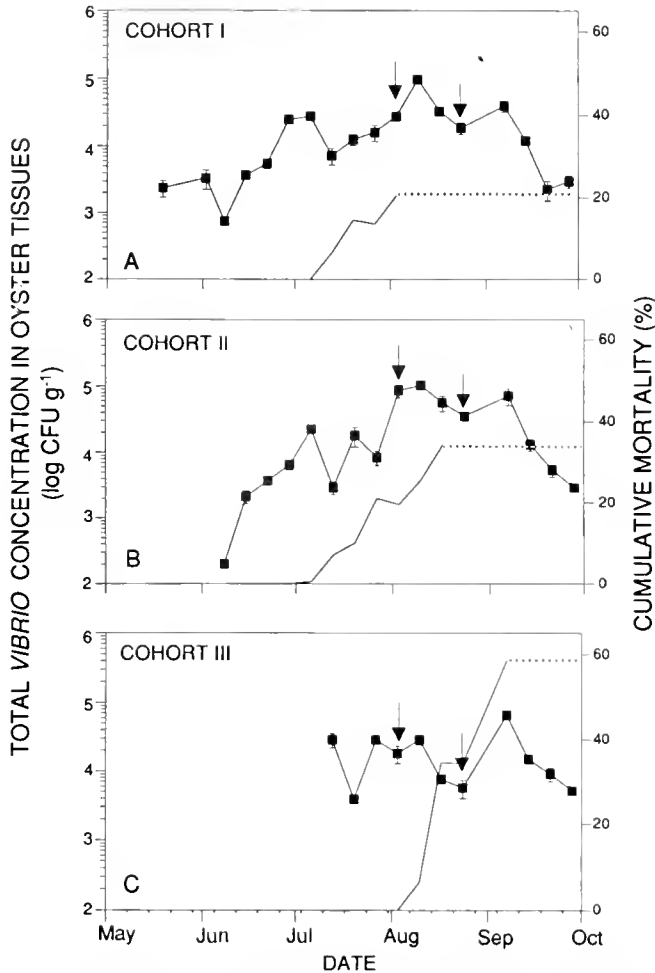 TOTAL VIBRIO CONCENTRATION IN OYSTER TISSUES
(log CFU g⁻¹)
COHORT I
A
6
5
4
3
2
60
40
20
0
COHORT II
B
6
5
4
3
2
60
40
20
0
COHORT III
C
6
5
4
3
2
60
40
20
0
CUMULATIVE MORTALITY (%)
May Jun Jul Aug Sep Oct
DATE